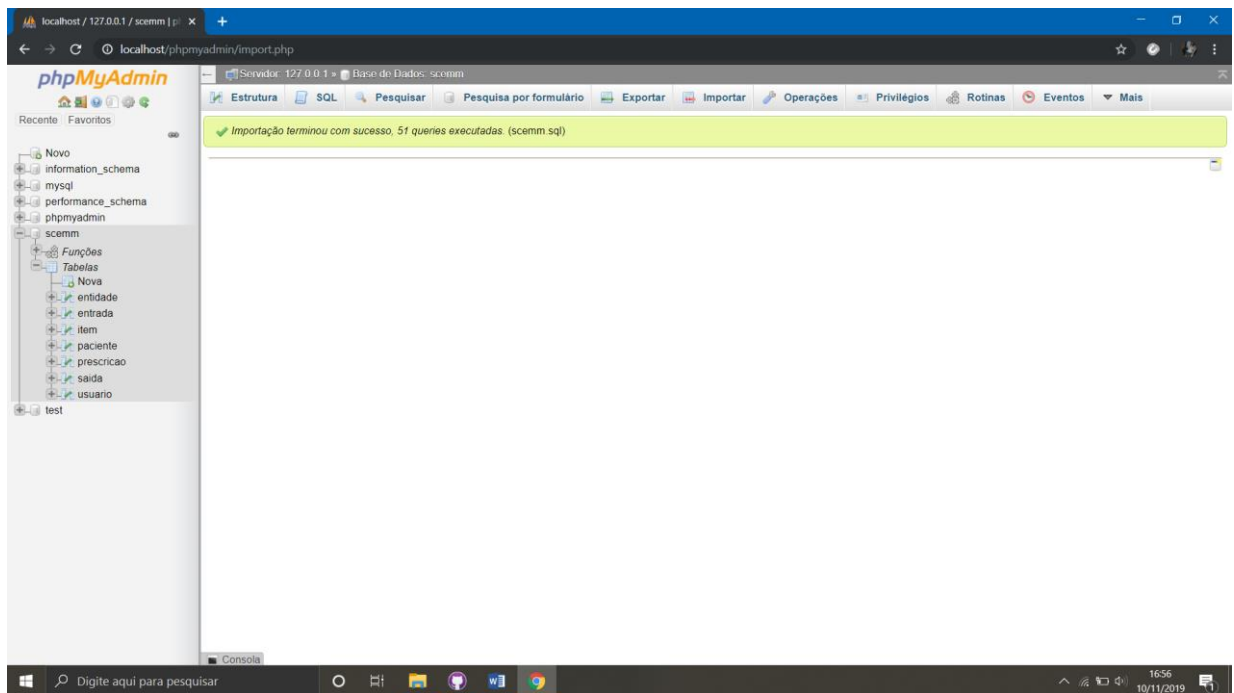 localhost / 127.0.0.1 / scemm | p
localhost/phpmyadmin/import.php
phpMyAdmin
Recente Favoritos
Novo
information_schema
mysql
performance_schema
phpmyadmin
scemm
Funções
Tabelas
Nova
entidade
entrada
item
paciente
prescricao
saida
usuario
test
Servidor: 127.0.0.1 » Base de Dados: scemm
Estrutura SQL Pesquisar Pesquisa por formulário Exportar Importar Operações Privilégios Rotinas Eventos Mais
Importação terminou com sucesso, 51 queries executadas. (scemm.sql)
Consola
Digite aqui para pesquisar
16:56
10/11/2019